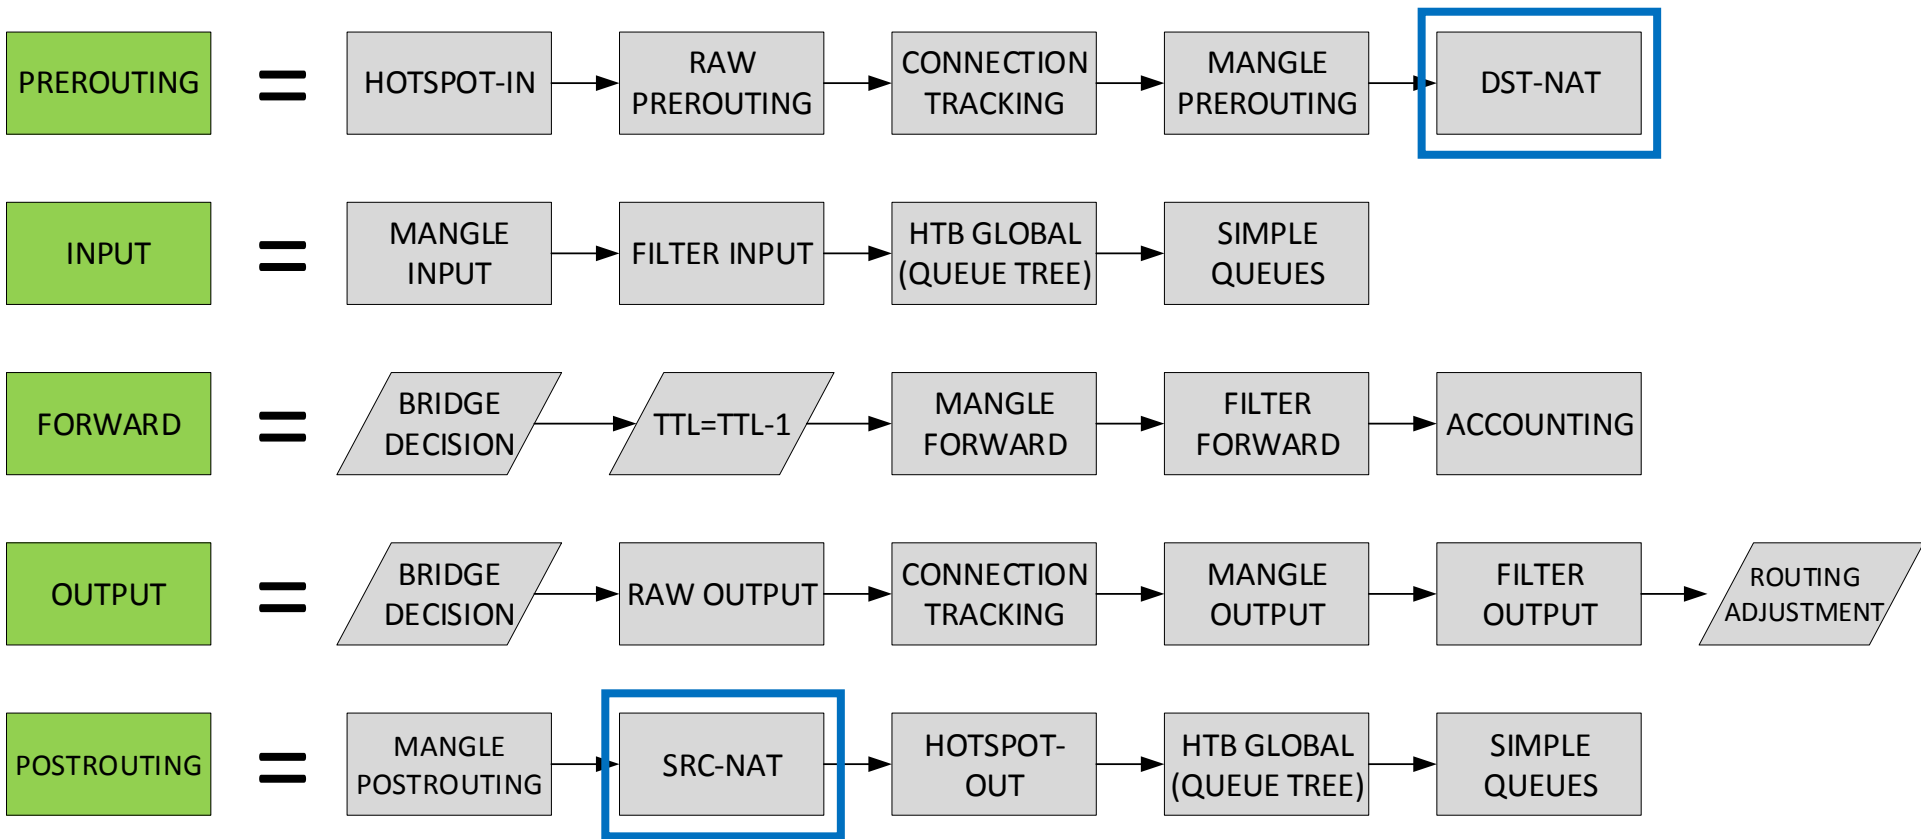 PREROUTING
=
HOTSPOT-IN
RAW
PREROUTING
CONNECTION
TRACKING
MANGLE
PREROUTING
DST-NAT
INPUT
=
MANGLE
INPUT
FILTER INPUT
HTB GLOBAL
(QUEUE TREE)
SIMPLE
QUEUES
FORWARD
=
BRIDGE
DECISION
TTL=TTL-1
MANGLE
FORWARD
FILTER
FORWARD
ACCOUNTING
OUTPUT
=
BRIDGE
DECISION
RAW OUTPUT
CONNECTION
TRACKING
MANGLE
OUTPUT
FILTER
OUTPUT
ROUTING
ADJUSTMENT
POSTROUTING
=
MANGLE
POSTROUTING
SRC-NAT
HOTSPOT-
OUT
HTB GLOBAL
(QUEUE TREE)
SIMPLE
QUEUES